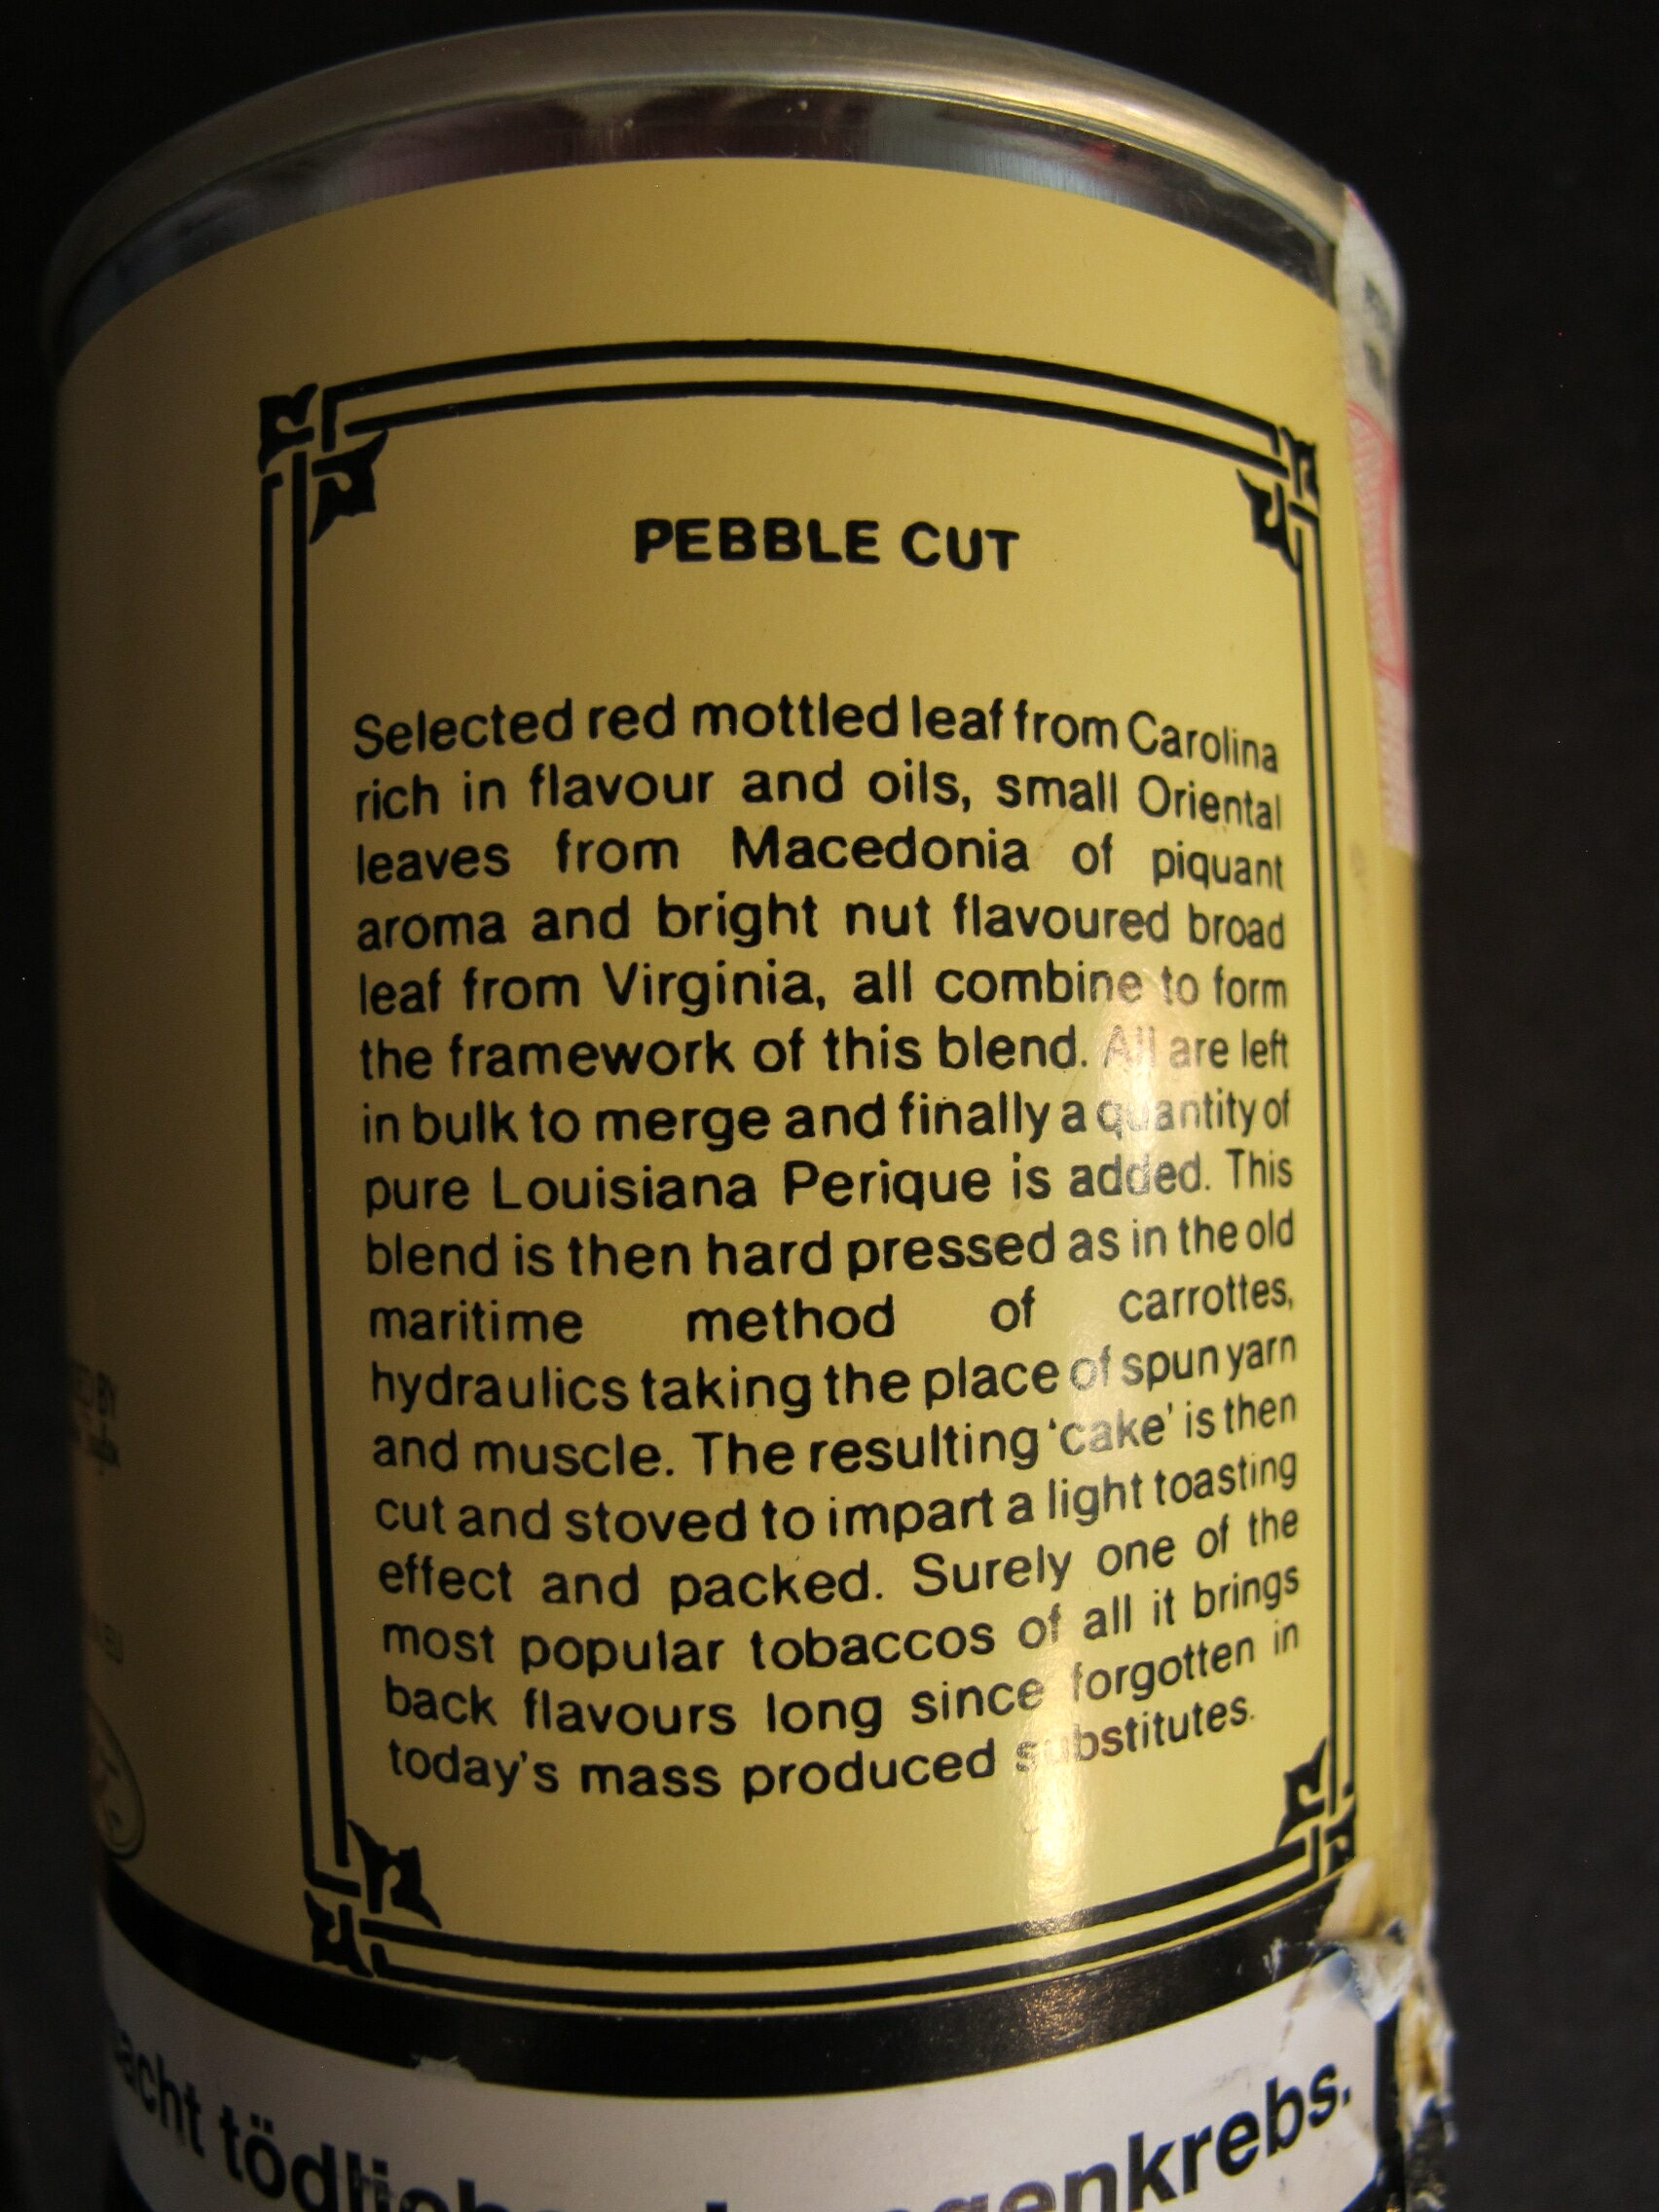 PEBBLE CUT
Selected red mottled leaf from Carolina
rich in flavour and oils, small Oriental
leaves from Macedonia of piquant
aroma and bright nut flavoured broad
leaf from Virginia, all combine to form
the framework of this blend. All are left
in bulk to merge and finally a quantity of
pure Louisiana Perique is added. This
blend is then hard pressed as in the old
maritime method of carrottes,
hydraulics taking the place of spun yarn
and muscle. The resulting 'cake' is then
cut and stoved to impart a light toasting
effect and packed. Surely one of the
most popular tobaccos of all it brings
back flavours long since forgotten in
today's mass produced substitutes.
BY